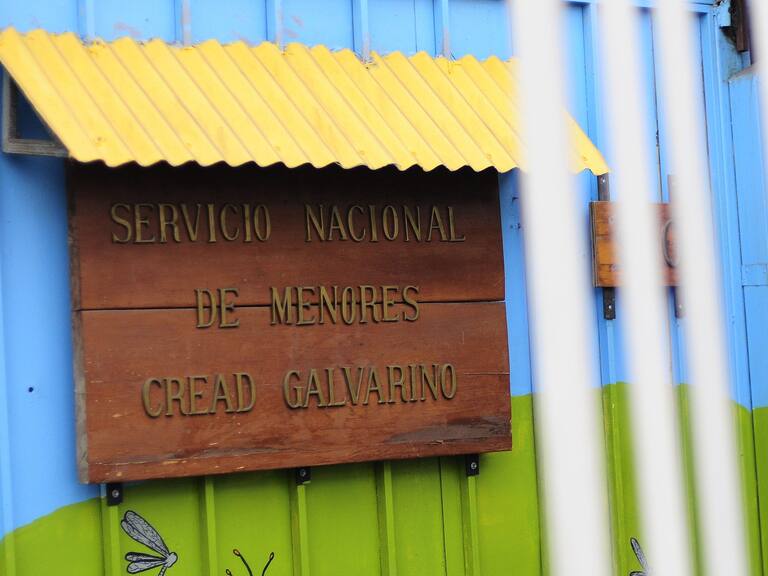 SERVICIO NACIONAL
DE MENORES
CREAD GALVARINO